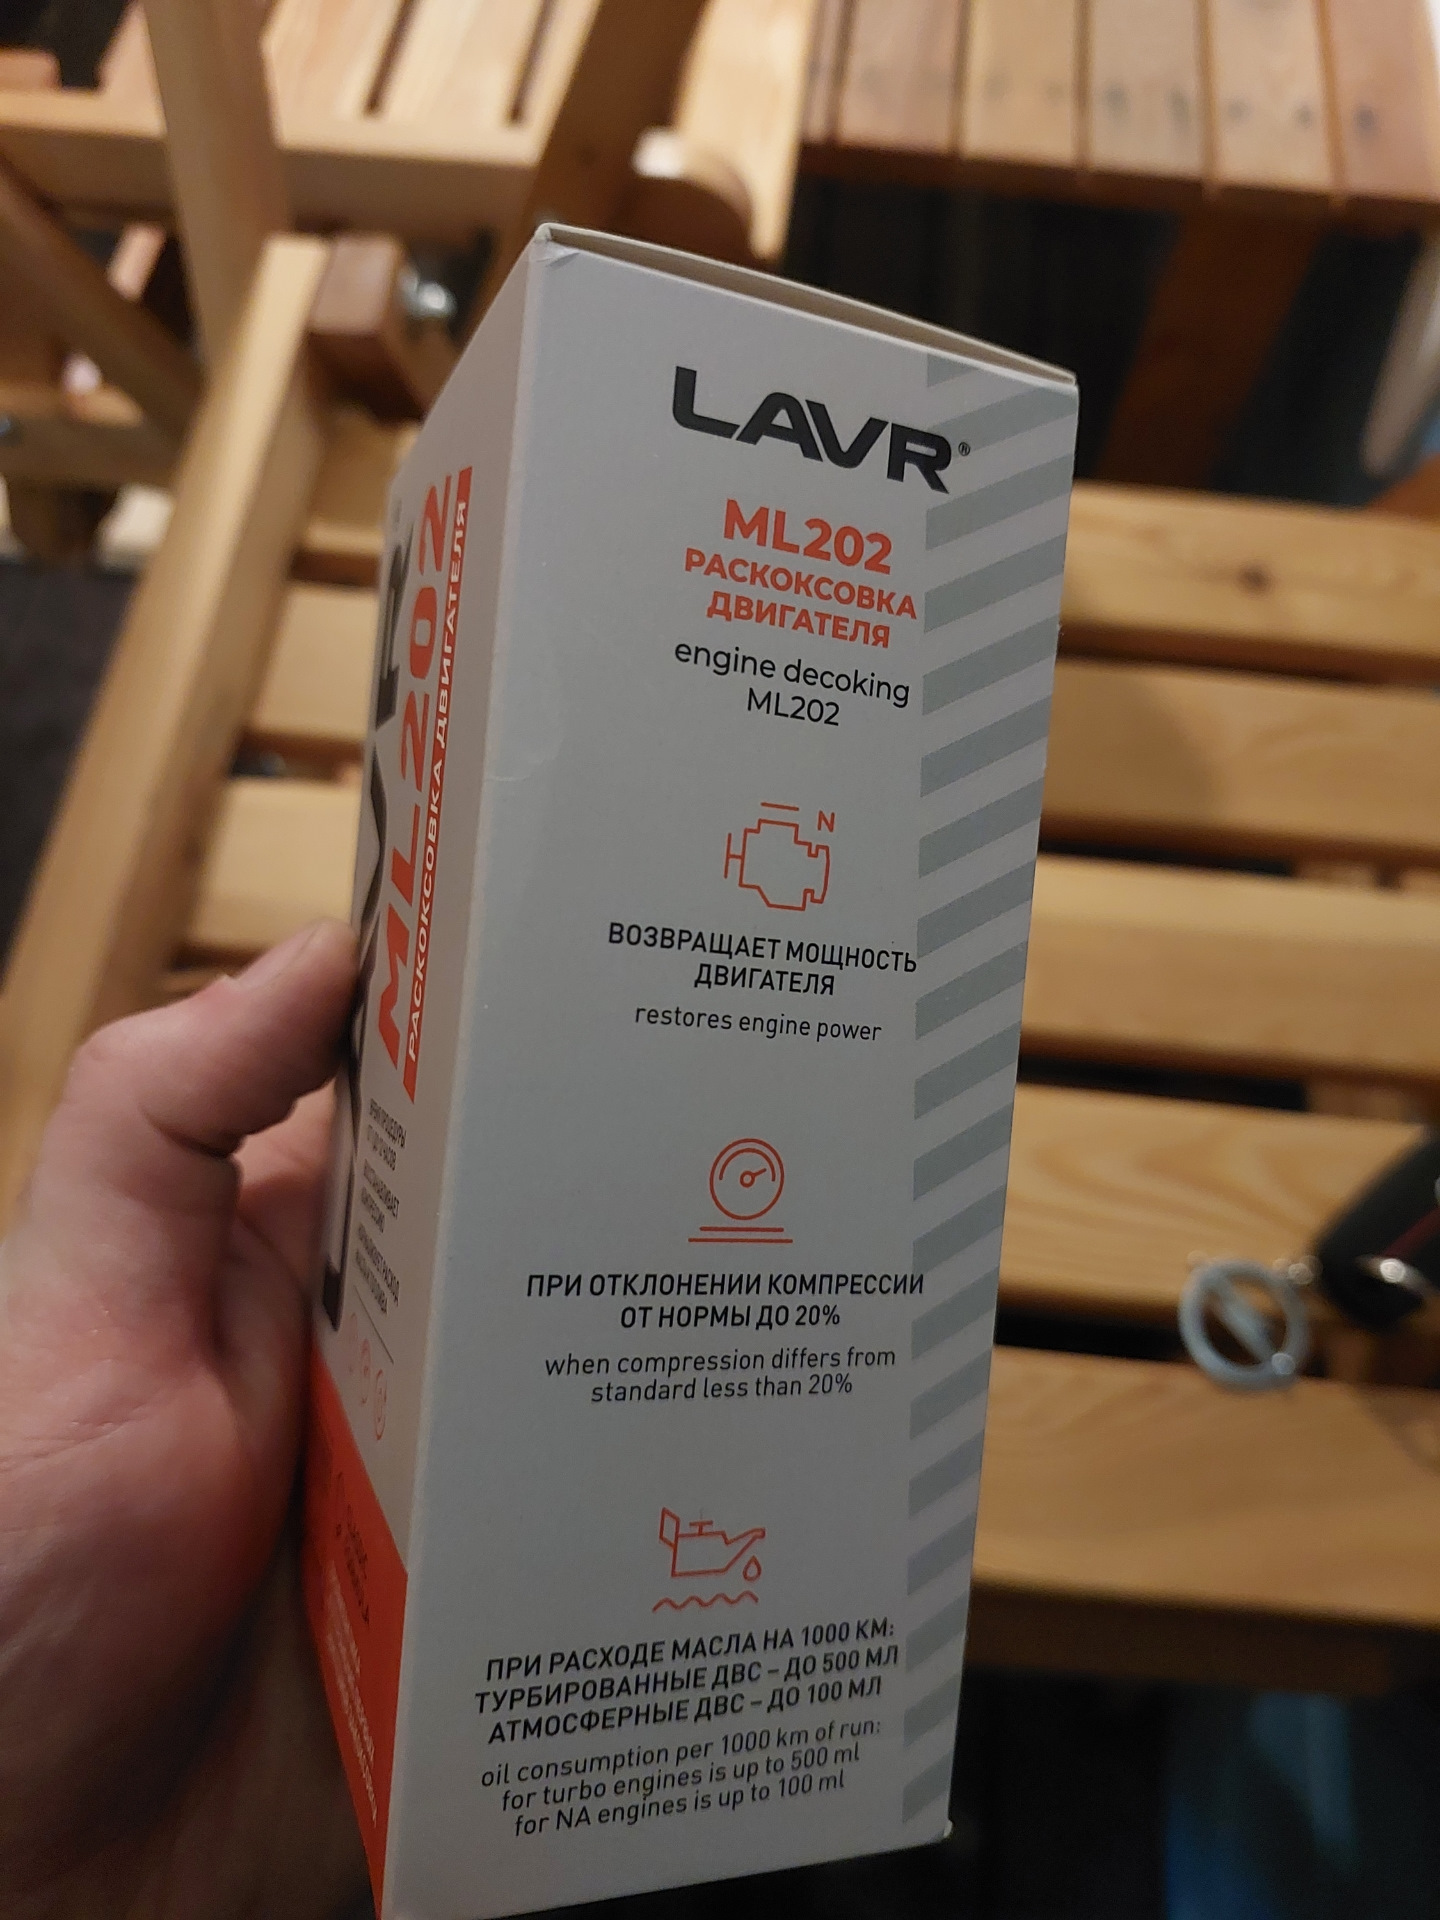 LAVR®
ML202
РАСКОКСОВКА
ДВИГАТЕЛЯ
engine decoking
ML202
N
ВОЗВРАЩАЕТ МОЩНОСТЬ
ДВИГАТЕЛЯ
restores engine power
ПРИ ОТКЛОНЕНИИ КОМПРЕССИИ
ОТ НОРМЫ ДО 20%
when compression differs from
standard less than 20%
ПРИ РАСХОДЕ МАСЛА НА 1000 КМ:
ТУРБИРОВАННЫЕ ДВС – ДО 500 МЛ
АТМОСФЕРНЫЕ ДВС – ДО 100 МЛ
oil consumption per 1000 km of run:
for turbo engines is up to 500 ml
for NA engines is up to 100 ml
ML202
РАСКОКСОВКА ДВИГАТЕЛЯ